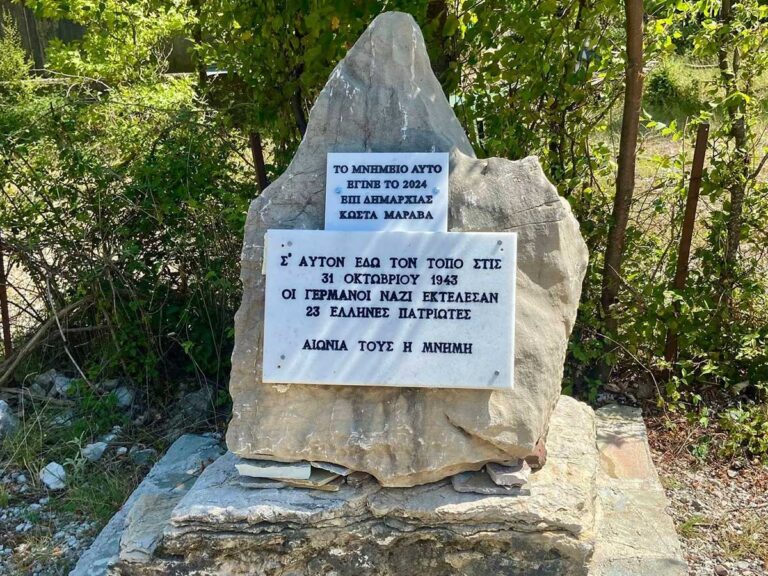 ΤΟ ΜΝΗΜΕΙΟ ΑΥΤΟ
ΕΓΙΝΕ ΤΟ 2024
ΕΠΙ ΔΗΜΑΡΧΙΑΣ
ΚΩΣΤΑ ΜΑΡΑΒΑ
Σ' ΑΥΤΟΝ ΕΔΩ ΤΟΝ ΤΟΠΟ ΣΤΙΣ
31 ΟΚΤΩΒΡΙΟΥ 1943
ΟΙ ΓΕΡΜΑΝΟΙ ΝΑΖΙ ΕΚΤΕΛΕΣΑΝ
23 ΕΛΛΗΝΕΣ ΠΑΤΡΙΩΤΕΣ
ΑΙΩΝΙΑ ΤΟΥΣ Η ΜΝΗΜΗ